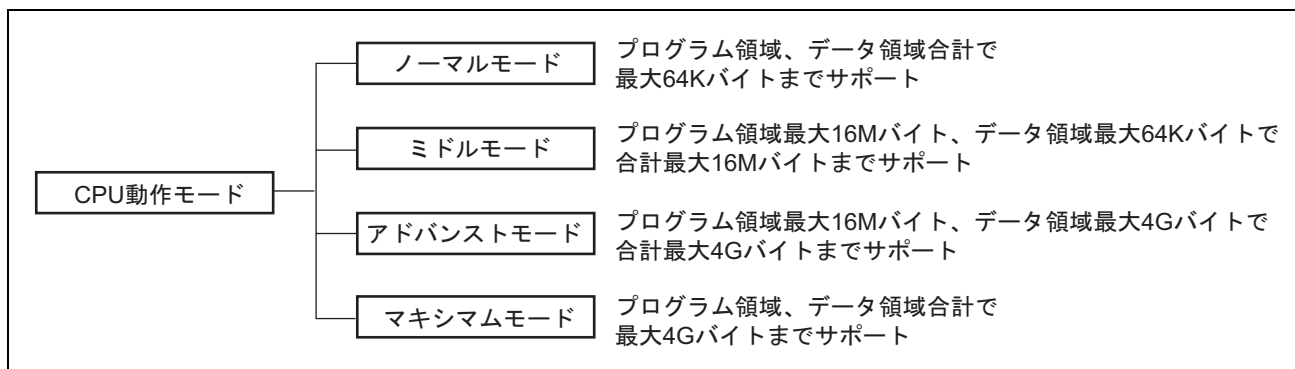 CPU動作モード
ノーマルモード
プログラム領域、データ領域合計で
最大64Kバイトまでサポート
ミドルモード
プログラム領域最大16Mバイト、データ領域最大64Kバイトで
合計最大16Mバイトまでサポート
アドバンストモード
プログラム領域最大16Mバイト、データ領域最大4Gバイトで
合計最大4Gバイトまでサポート
マキシマムモード
プログラム領域、データ領域合計で
最大4Gバイトまでサポート